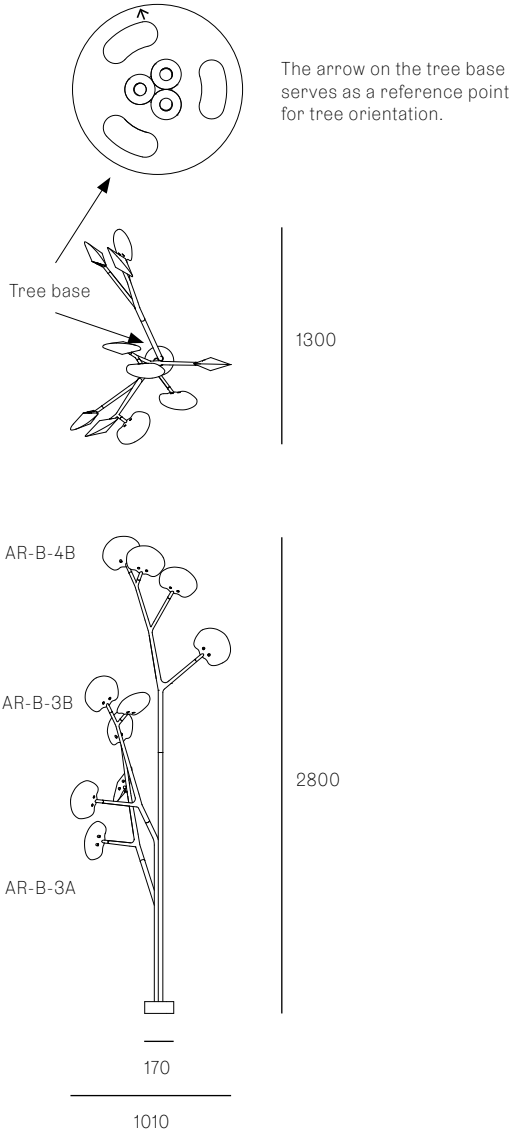 The arrow on the tree base
serves as a reference point
for tree orientation.
Tree base
1300
AR-B-4B
AR-B-3B
2800
AR-B-3A
170
1010